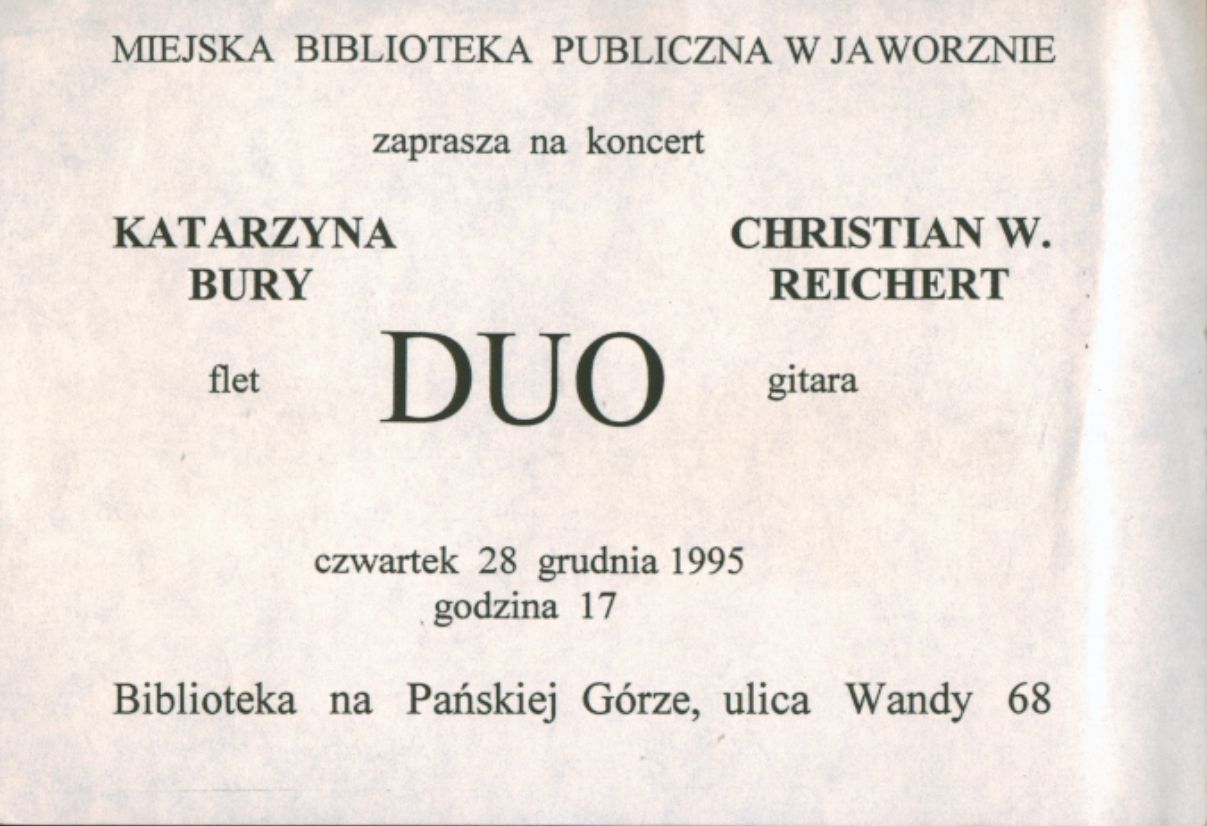 MIEJSKA BIBLIOTEKA PUBLICZNA W JAWORZNIE
zaprasza na koncert
KATARZYNA
BURY
CHRISTIAN W.
REICHERT
flet
DUO
gitara
czwartek 28 grudnia 1995
godzina 17
Biblioteka na Pańskiej Górze, ulica Wandy 68